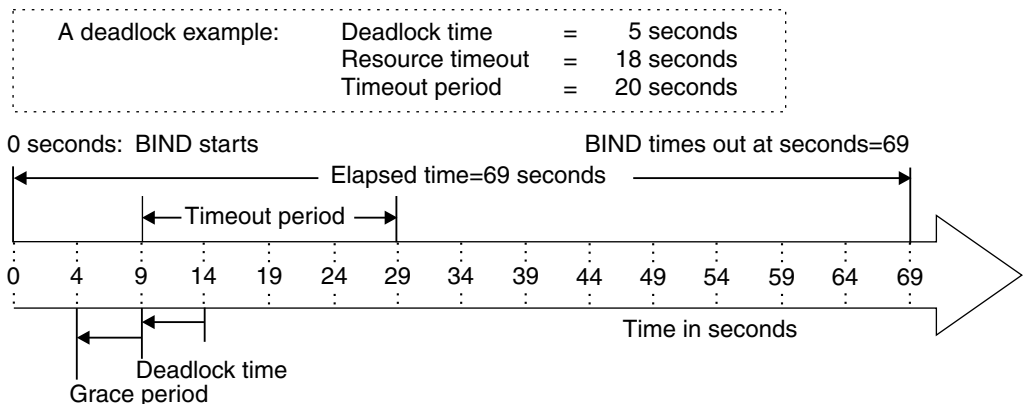 A deadlock example: Deadlock time = 5 seconds
Resource timeout = 18 seconds
Timeout period = 20 seconds
0 seconds: BIND starts BIND times out at seconds=69
Elapsed time=69 seconds
Timeout period
0 4 9 14 19 24 29 34 39 44 49 54 59 64 69
Time in seconds
Deadlock time
Grace period